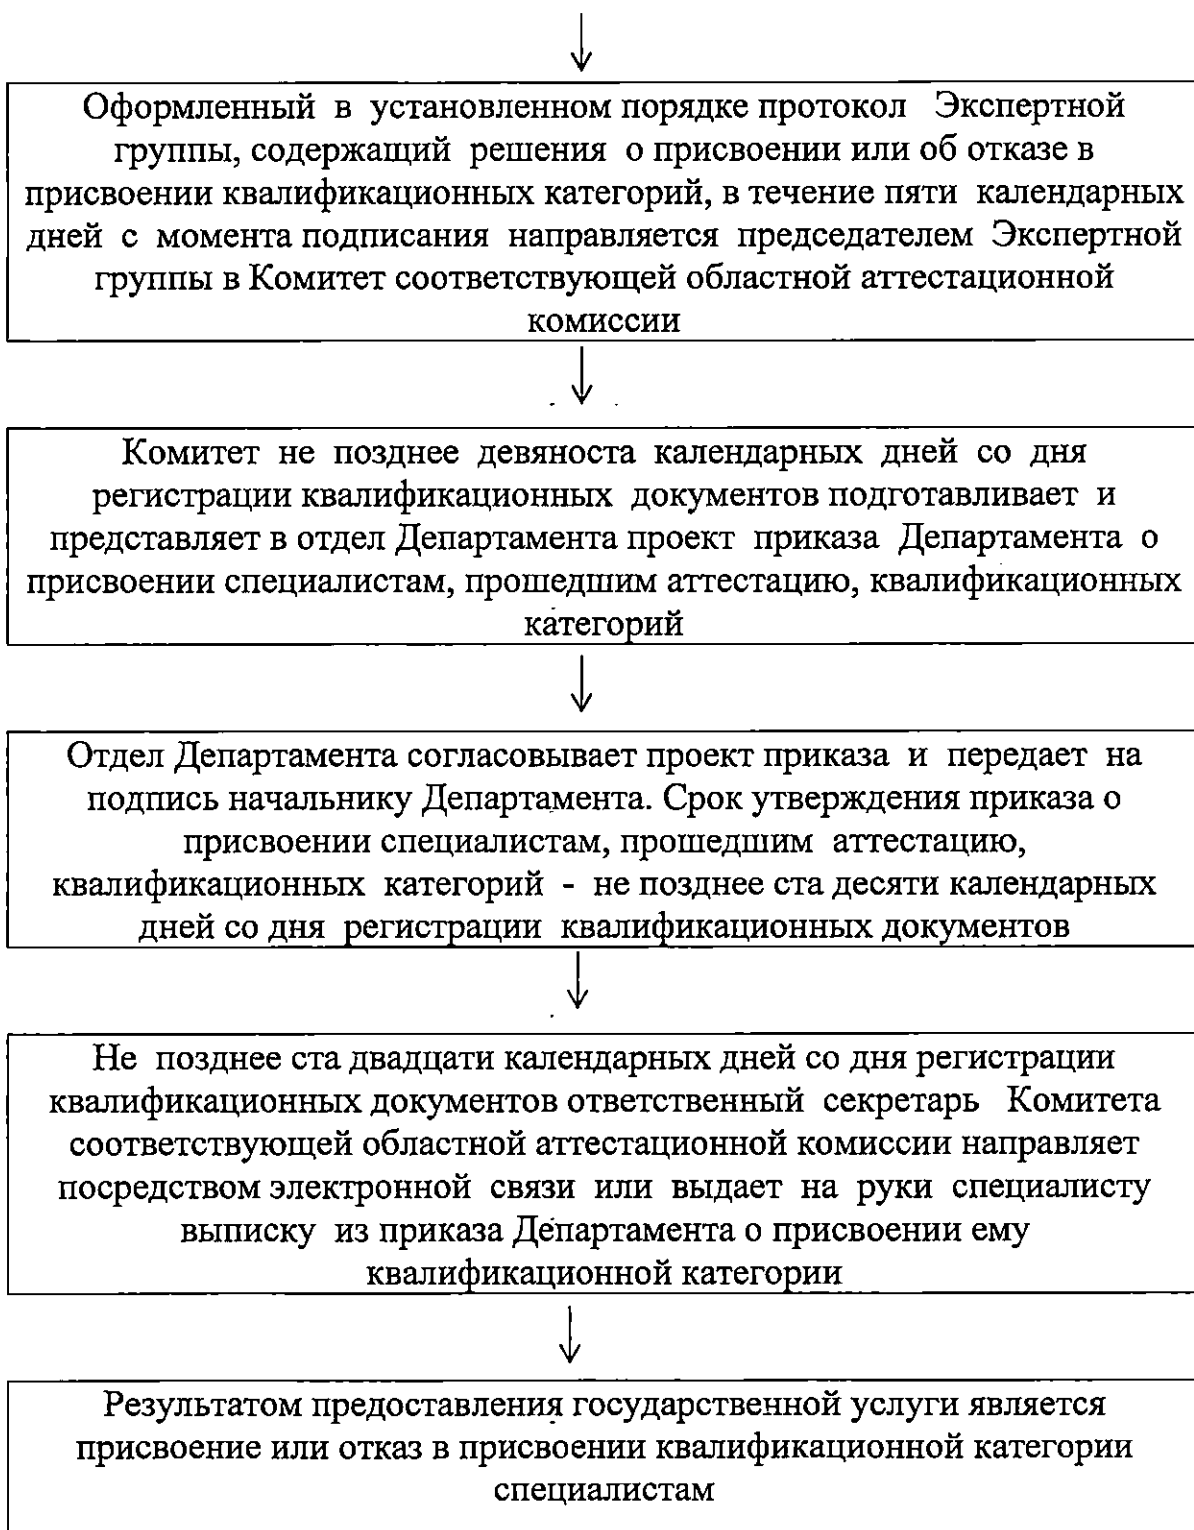 Оформленный в установленном порядке протокол Экспертной
группы, содержащий решения о присвоении или об отказе в
присвоении квалификационных категорий, в течение пяти календарных
дней с момента подписания направляется председателем Экспертной
группы в Комитет соответствующей областной аттестационной
комиссии
Комитет не позднее девяноста календарных дней со дня
регистрации квалификационных документов подготавливает и
представляет в отдел Департамента проект приказа Департамента о
присвоении специалистам, прошедшим аттестацию, квалификационных
категорий
Отдел Департамента согласовывает проект приказа и передает на
подпись начальнику Департамента. Срок утверждения приказа о
присвоении специалистам, прошедшим аттестацию,
квалификационных категорий - не позднее ста десяти календарных
дней со дня регистрации квалификационных документов
Не позднее ста двадцати календарных дней со дня регистрации
квалификационных документов ответственный секретарь Комитета
соответствующей областной аттестационной комиссии направляет
посредством электронной связи или выдает на руки специалисту
выписку из приказа Департамента о присвоении ему
квалификационной категории
Результатом предоставления государственной услуги является
присвоение или отказ в присвоении квалификационной категории
специалистам